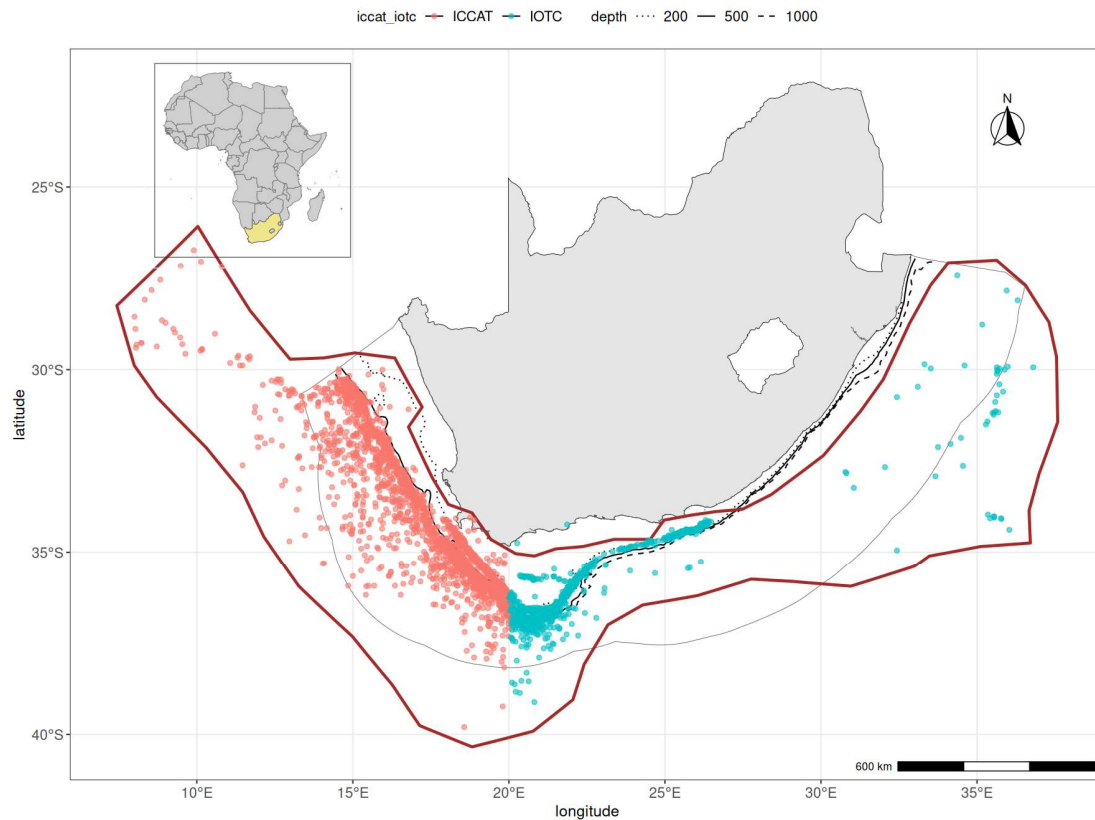 iccat_iotc ICCAT IOTC depth 200 500 1000
N
25°S
30°S
35°S
40°S
latitude
600 km
10°E 15°E 20°E 25°E 30°E 35°E
longitude